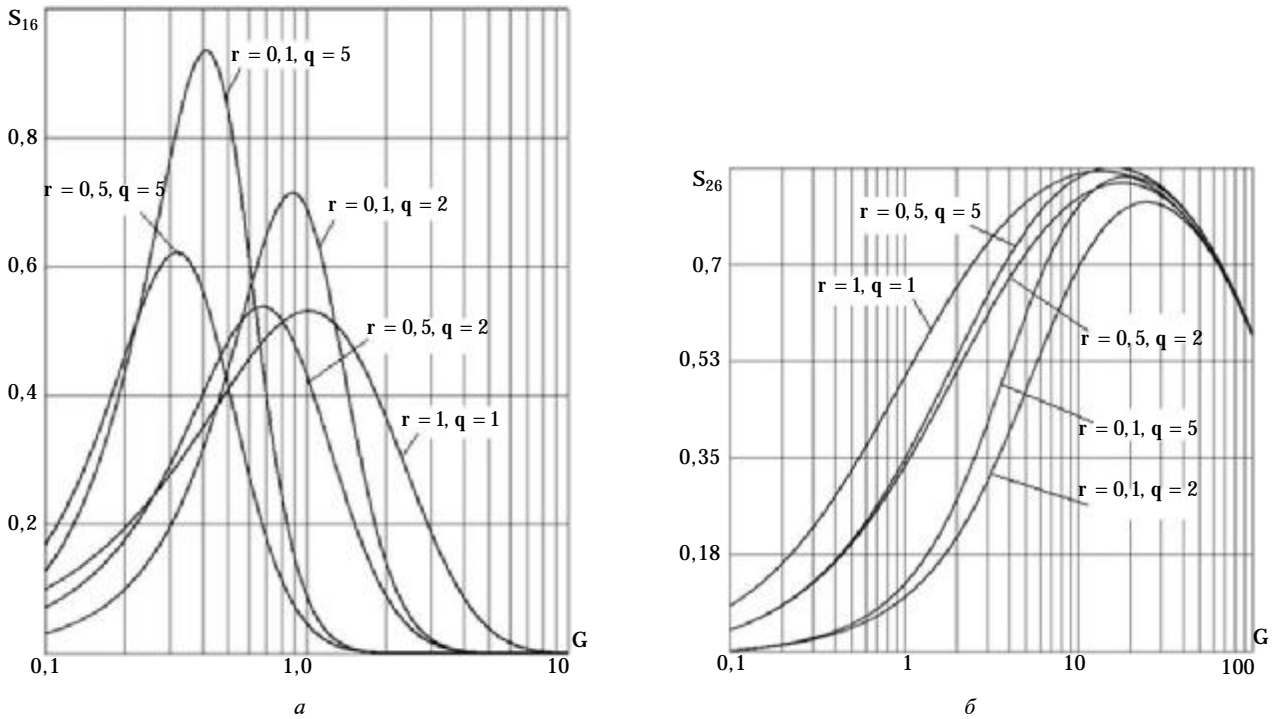 S16
r = 0,1, q = 5
0,8
r = 0,5, q = 5
r = 0,1, q = 2
0,6
r = 0,5, q = 2
0,4
r = 1, q = 1
0,2
G
0,1
1,0
10
а
S26
r = 0,5, q = 5
0,7
r = 1, q = 1
r = 0,5, q = 2
0,53
r = 0,1, q = 5
0,35
r = 0,1, q = 2
0,18
G
0,1
1
10
100
б